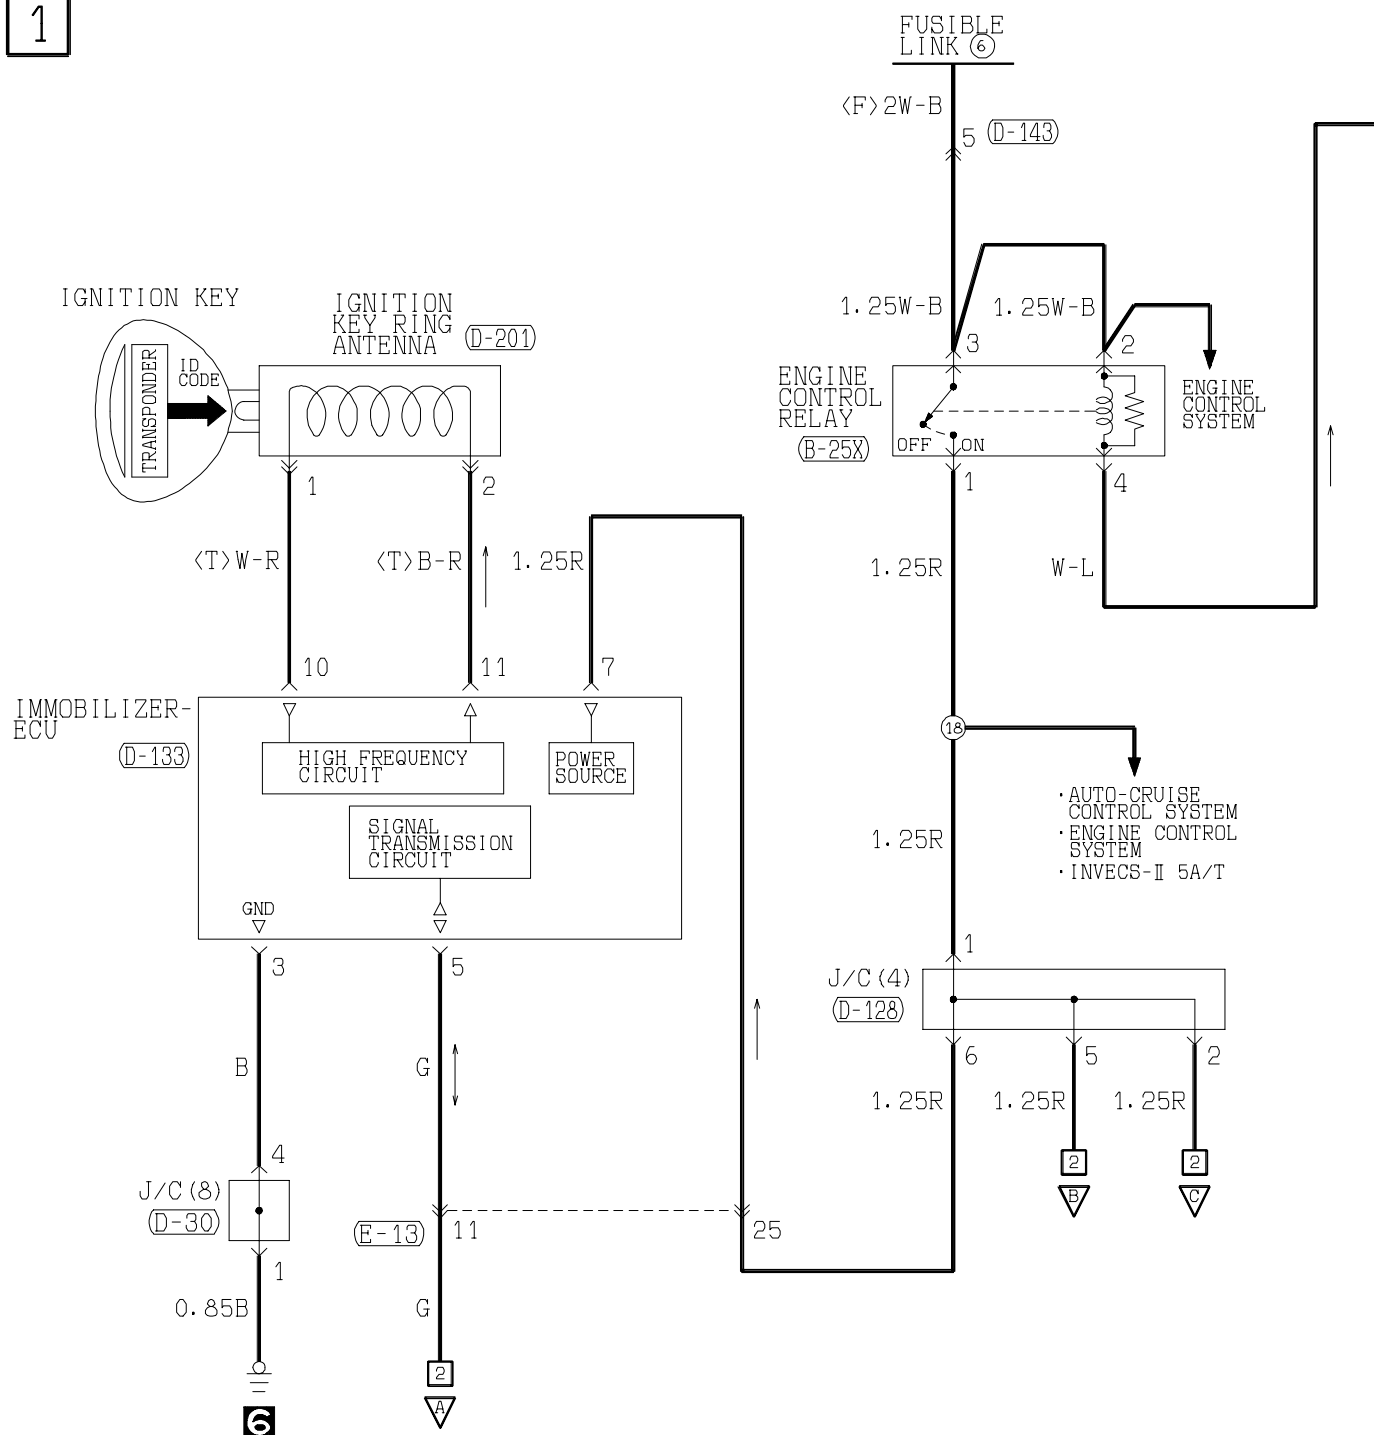 1
FUSIBLE
LINK ⑥
<F>2W-B
5
D-143
1.25W-B
1.25W-B
3
2
IGNITION KEY
IGNITION
KEY RING
ANTENNA
D-201
TRANSPONDER
ID
CODE
1
2
ENGINE
CONTROL
RELAY
B-25X
OFF
ON
ENGINE
CONTROL
SYSTEM
1
4
<T>W-R
<T>B-R
1.25R
1.25R
W-L
10
11
7
IMMOBILIZER-
ECU
D-133
HIGH FREQUENCY
CIRCUIT
POWER
SOURCE
SIGNAL
TRANSMISSION
CIRCUIT
GND
18
·AUTO-CRUISE
CONTROL SYSTEM
·ENGINE CONTROL
SYSTEM
·INVECS-Ⅱ 5A/T
1.25R
3
5
1
J/C(4)
D-128
6
5
2
B
G
1.25R
1.25R
1.25R
2
B
2
C
4
J/C(8)
D-30
1
E-13
11
25
0.85B
G
2
A
6